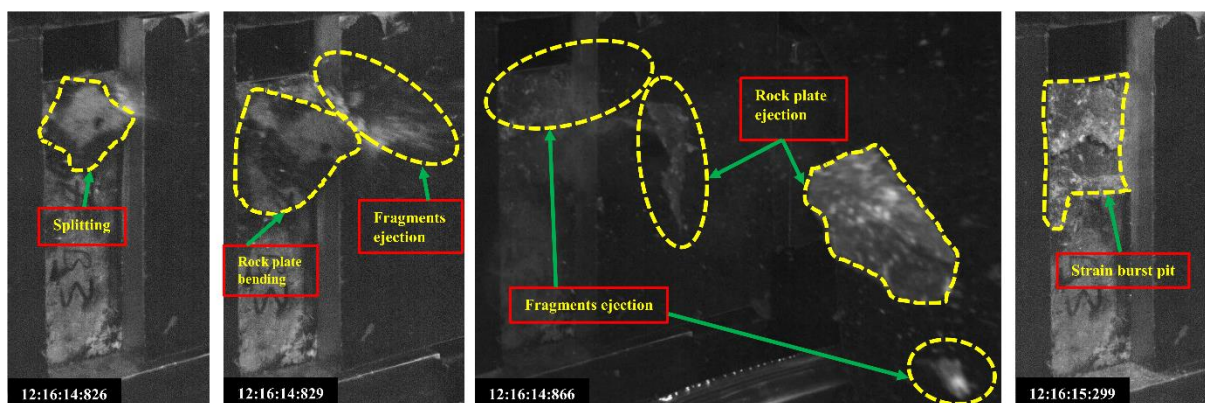 Splitting
12:16:14:826
Fragments
ejection
Rock plate
bending
12:16:14:829
Rock plate
ejection
Fragments ejection
12:16:14:866
Strain burst pit
12:16:15:299